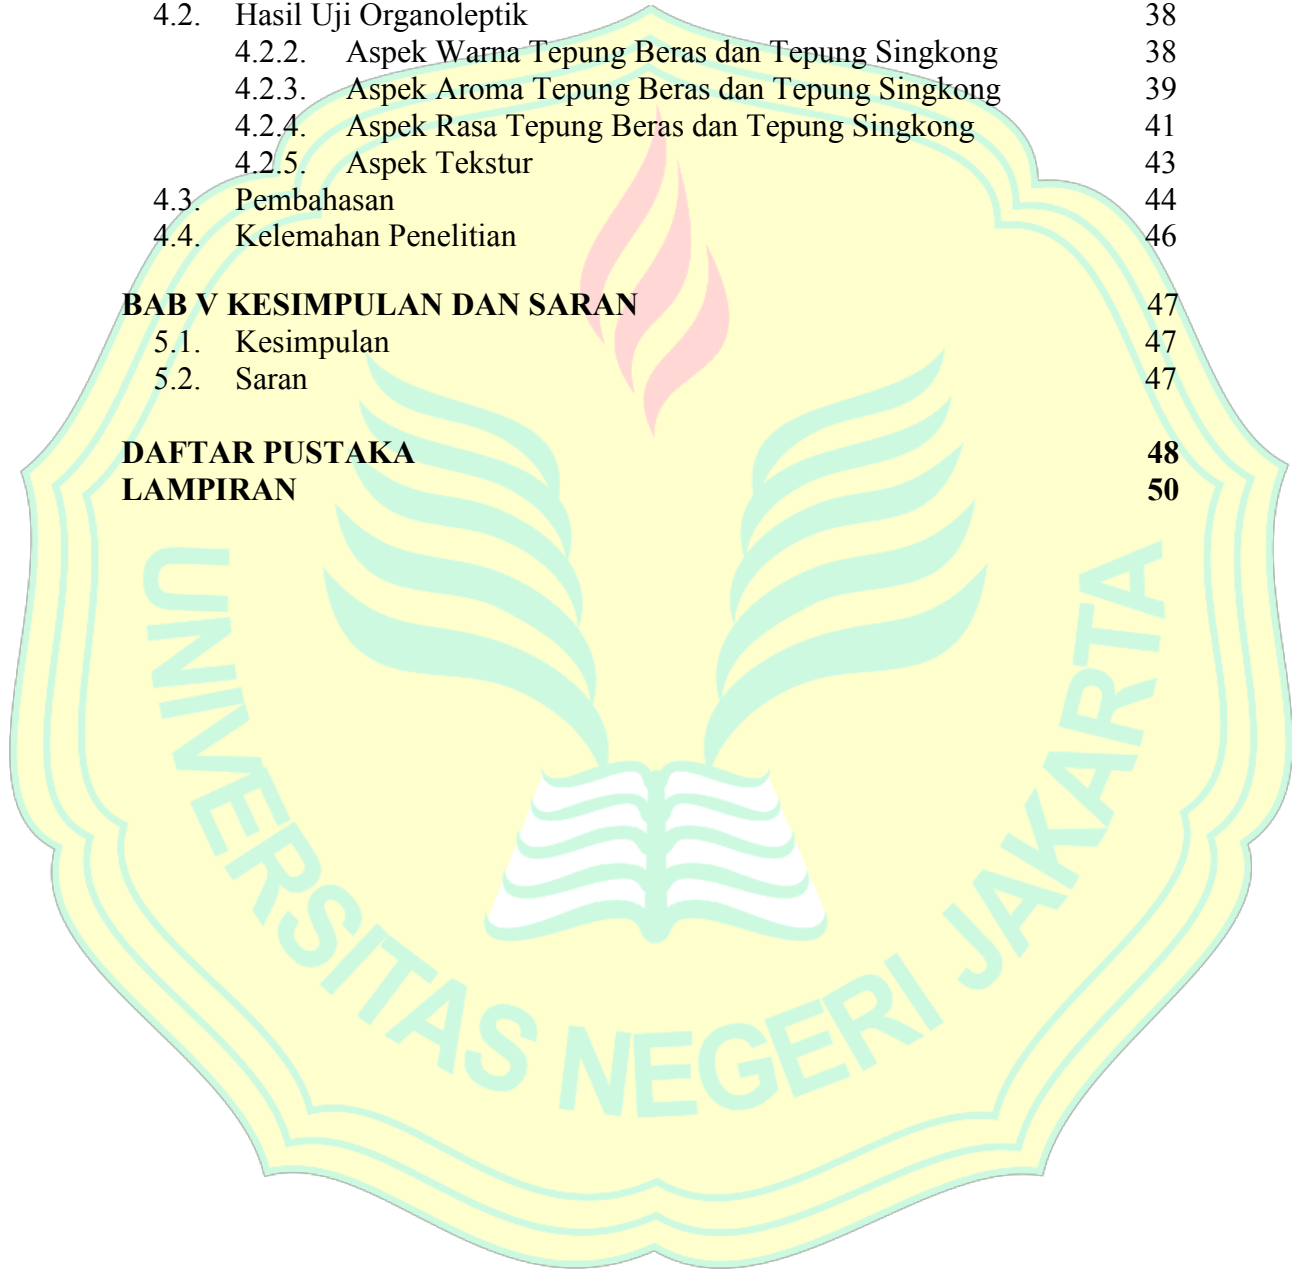 4.2. Hasil Uji Organoleptik 38
4.2.2. Aspek Warna Tepung Beras dan Tepung Singkong 38
4.2.3. Aspek Aroma Tepung Beras dan Tepung Singkong 39
4.2.4. Aspek Rasa Tepung Beras dan Tepung Singkong 41
4.2.5. Aspek Tekstur 43
4.3. Pembahasan 44
4.4. Kelemahan Penelitian 46
BAB V KESIMPULAN DAN SARAN 47
5.1. Kesimpulan 47
5.2. Saran 47
DAFTAR PUSTAKA 48
LAMPIRAN 50
UNIVERSITAS NEGERI JAKARTA